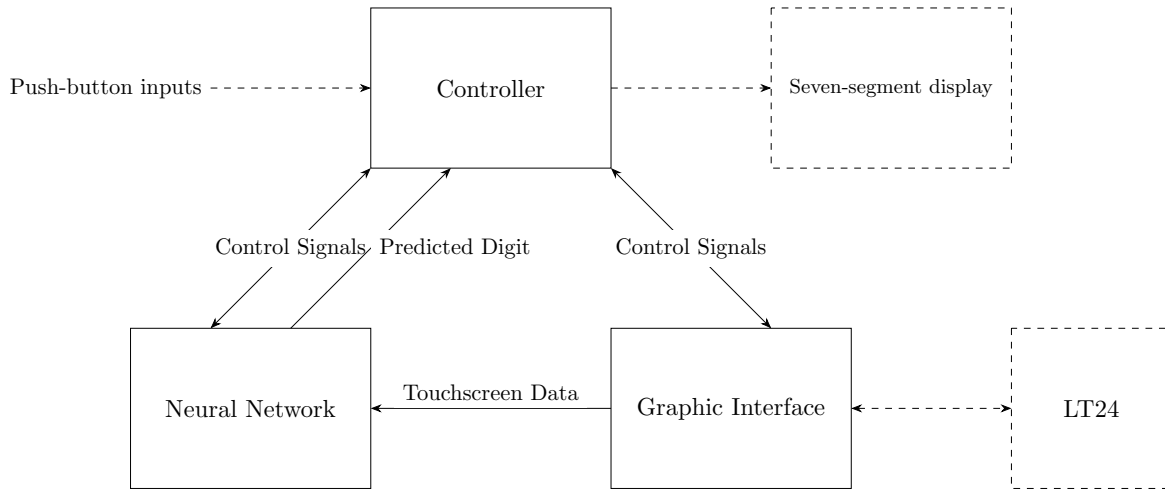 Push-button inputs
Controller
Seven-segment display
Control Signals
Predicted Digit
Control Signals
Neural Network
Touchscreen Data
Graphic Interface
LT24